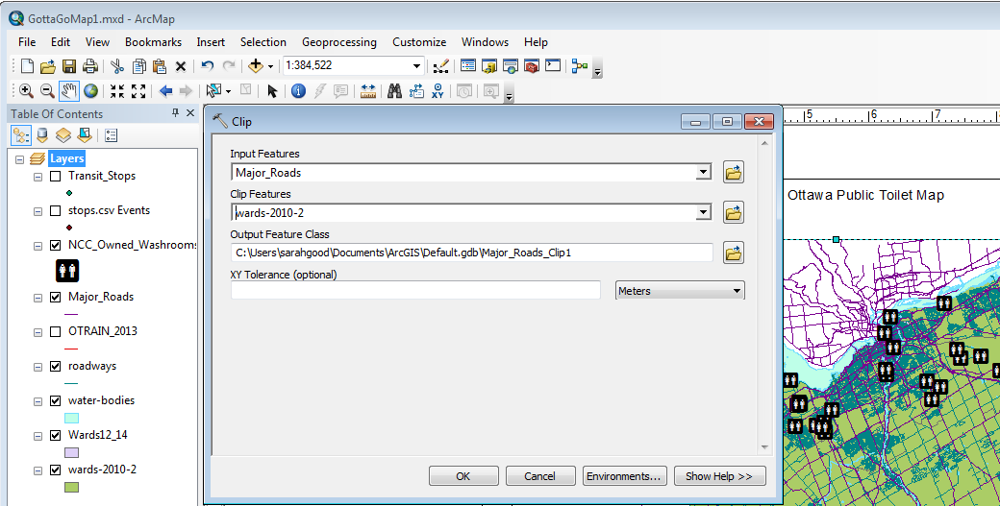 GottaGoMap1.mxd - ArcMap
File Edit View Bookmarks Insert Selection Geoprocessing Customize Windows Help
1:384,522
Table Of Contents
Layers
Transit_Stops
stops.csv Events
NCC_Owned_Washrooms
Major_Roads
OTRAIN_2013
roadways
water-bodies
Wards12_14
wards-2010-2
Clip
Input Features
Major_Roads
Clip Features
wards-2010-2
Output Feature Class
C:\Users\sarahgood\Documents\ArcGIS\Default.gdb\Major_Roads_Clip1
XY Tolerance (optional)
Meters
OK Cancel Environments... Show Help >>
5 6 7
Ottawa Public Toilet Map